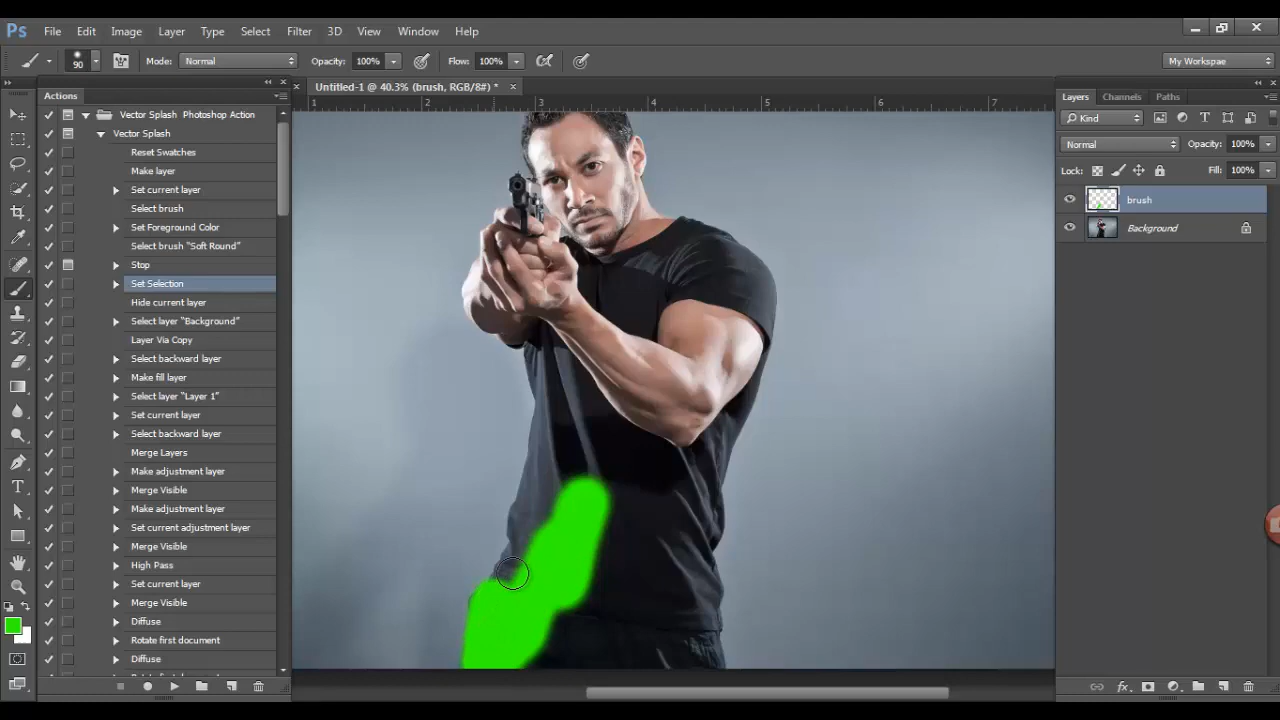 Ps File Edit Image Layer Type Select Filter 3D View Window Help
90 Mode: Normal Opacity: 100% Flow: 100% My Workspae
Actions
Untitled-1 @ 40.3% (brush, RGB/8#) *
Layers Channels Paths
1 2 3 4 5 6 7
Vector Splash Photoshop Action
Vector Splash
Reset Swatches
Make layer
Set current layer
Select brush
Set Foreground Color
Select brush "Soft Round"
Stop
Set Selection
Hide current layer
Select layer "Background"
Layer Via Copy
Select backward layer
Make fill layer
Select layer "Layer 1"
Set current layer
Select backward layer
Merge Layers
Make adjustment layer
Merge Visible
Make adjustment layer
Set current adjustment layer
Merge Visible
High Pass
Set current layer
Merge Visible
Diffuse
Rotate first document
Diffuse
Kind
Normal Opacity: 100%
Lock: Fill: 100%
brush
Background